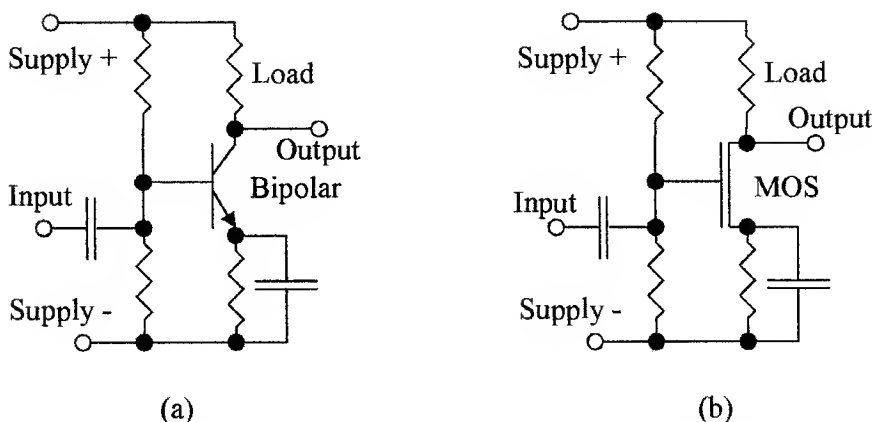 Supply +
Load
Output
Bipolar
Input
Supply -
(a)
Supply +
Load
Output
MOS
Input
Supply -
(b)